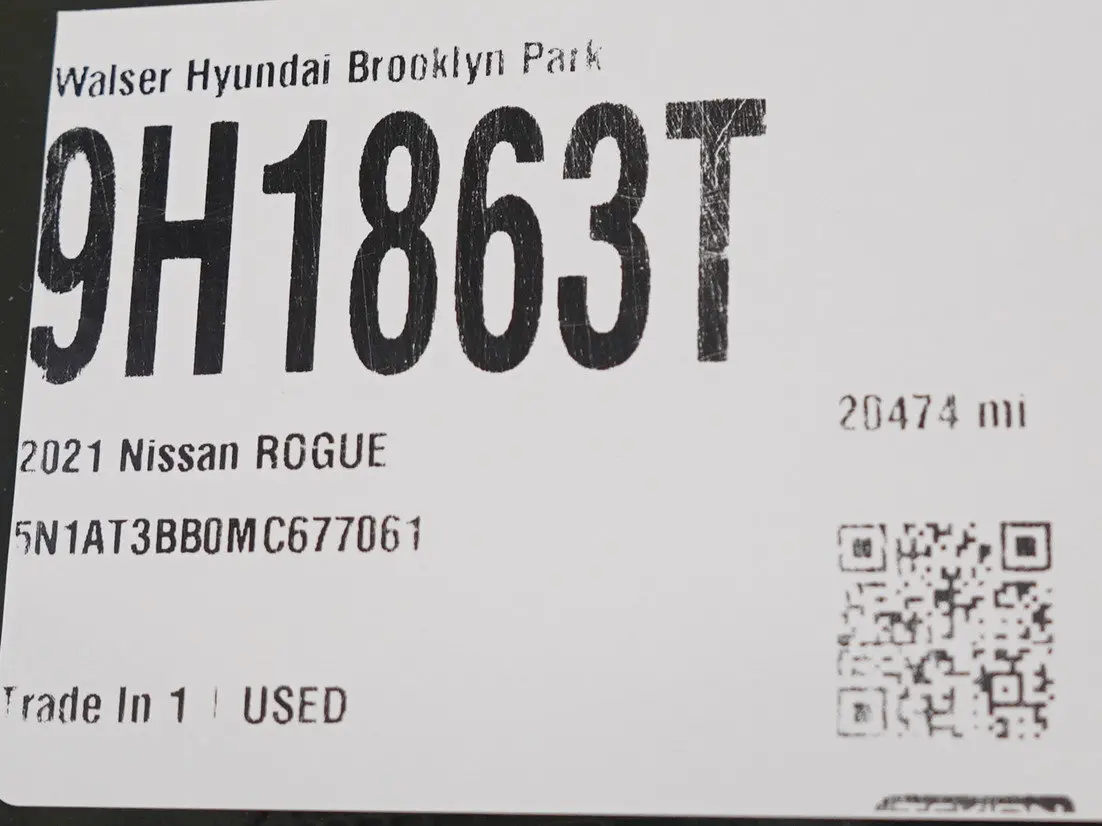 Walser Hyundai Brooklyn Park
9H1863T
20474 mi
2021 Nissan ROGUE
5N1AT3BB0MC677061
Trade In 1 | USED